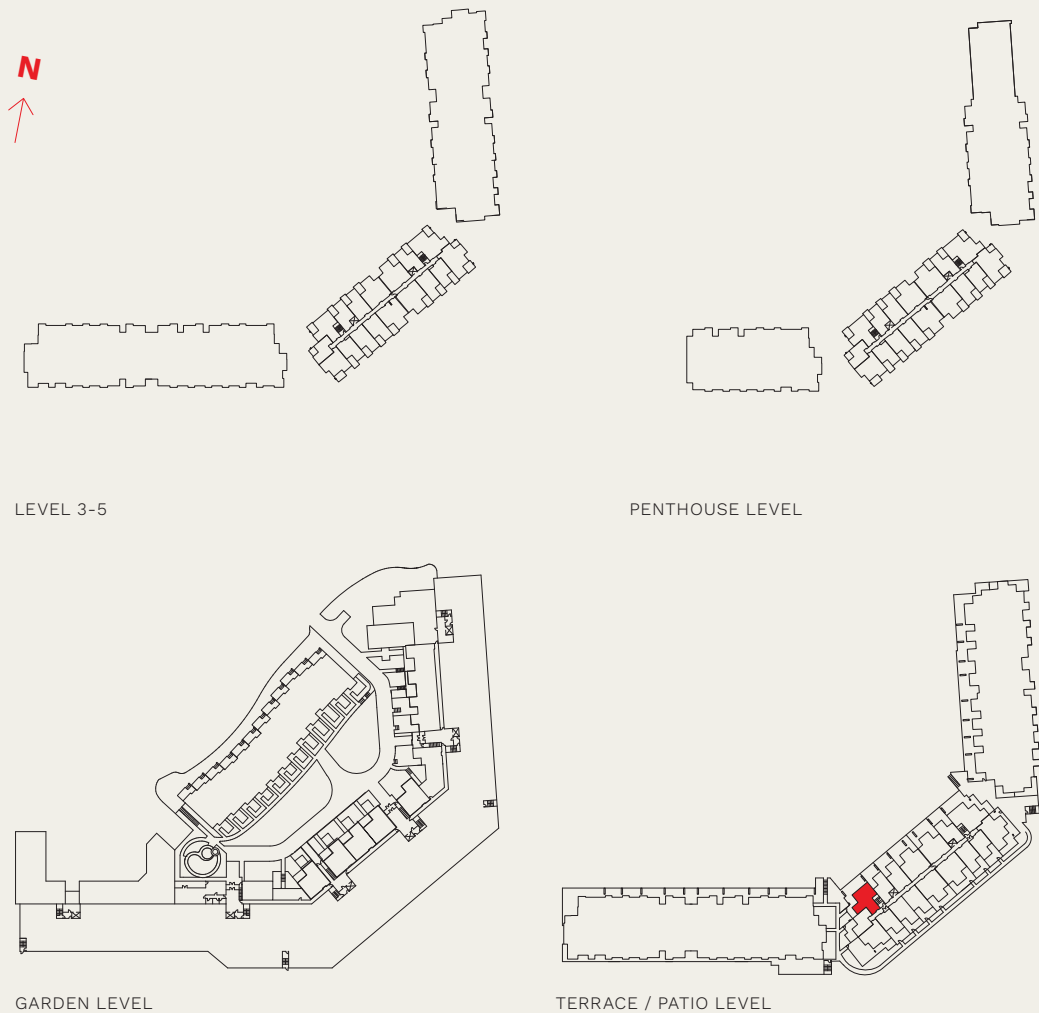 N
LEVEL 3-5
PENTHOUSE LEVEL
GARDEN LEVEL
TERRACE / PATIO LEVEL